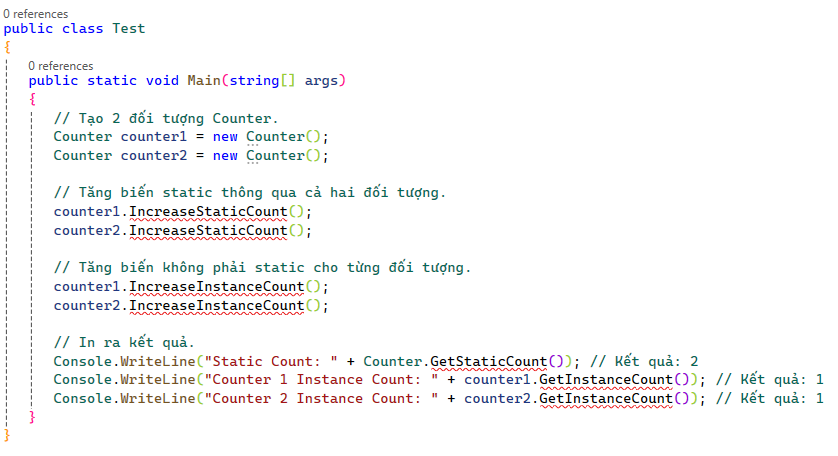 0 references
public class Test
{
0 references
public static void Main(string[] args)
{
// Tạo 2 đối tượng Counter.
Counter counter1 = new Counter();
Counter counter2 = new Counter();
// Tăng biến static thông qua cả hai đối tượng.
counter1.IncreaseStaticCount();
counter2.IncreaseStaticCount();
// Tăng biến không phải static cho từng đối tượng.
counter1.IncreaseInstanceCount();
counter2.IncreaseInstanceCount();
// In ra kết quả.
Console.WriteLine("Static Count: " + Counter.GetStaticCount()); // Kết quả: 2
Console.WriteLine("Counter 1 Instance Count: " + counter1.GetInstanceCount()); // Kết quả: 1
Console.WriteLine("Counter 2 Instance Count: " + counter2.GetInstanceCount()); // Kết quả: 1
}
}